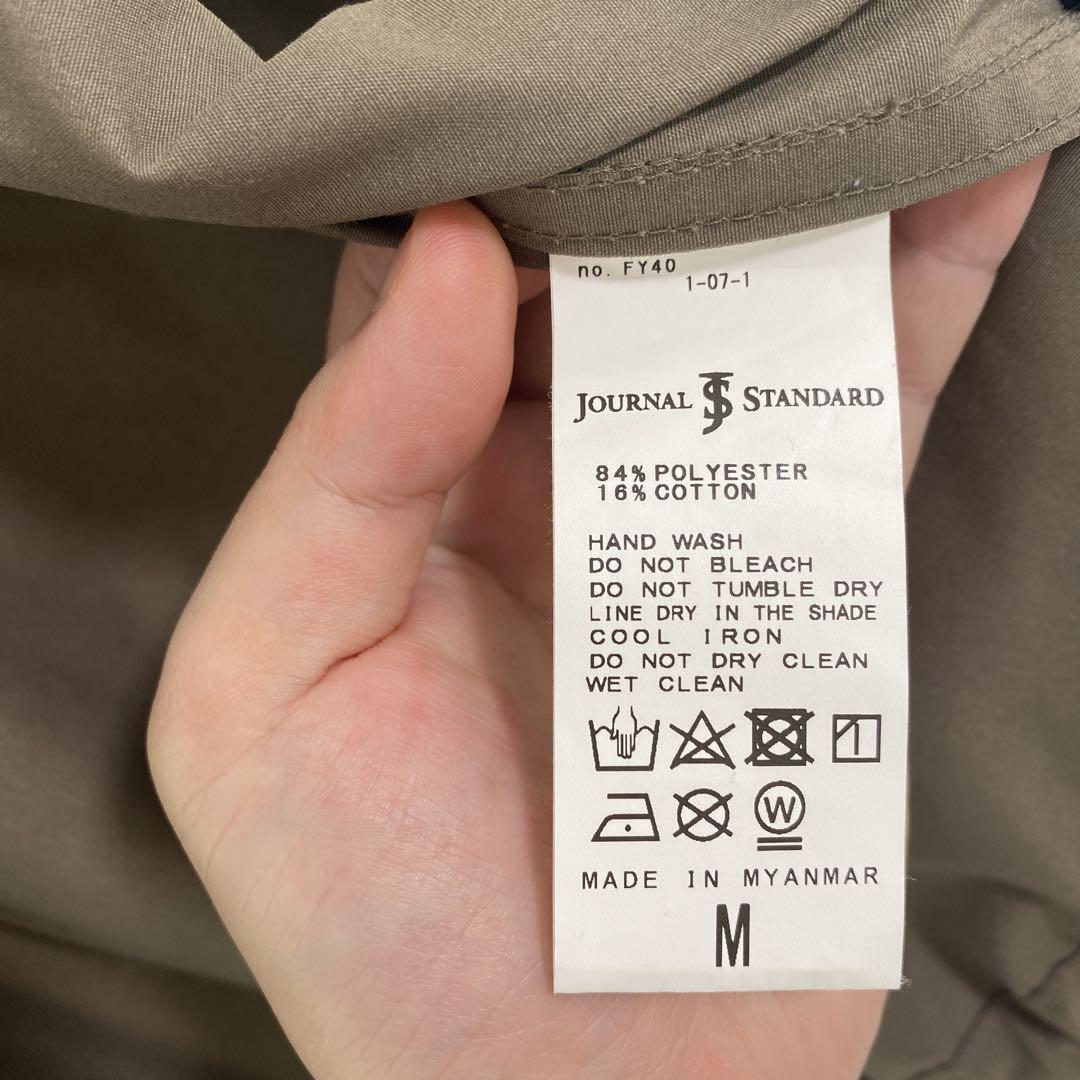 no. FY40
1-07-1
JOURNAL JS STANDARD
84% POLYESTER
16% COTTON
HAND WASH
DO NOT BLEACH
DO NOT TUMBLE DRY
LINE DRY IN THE SHADE
COOL IRON
DO NOT DRY CLEAN
WET CLEAN
W
MADE IN MYANMAR
M